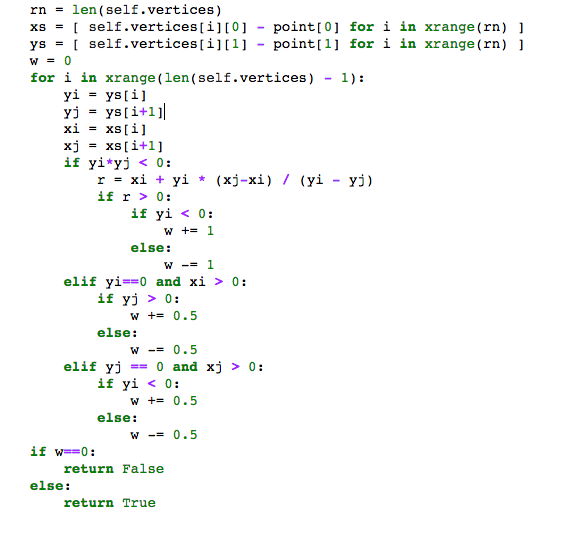 rn = len(self.vertices)
xs = [ self.vertices[i][0] - point[0] for i in xrange(rn) ]
ys = [ self.vertices[i][1] - point[1] for i in xrange(rn) ]
w = 0
for i in xrange(len(self.vertices) - 1):
    yi = ys[i]
    yj = ys[i+1]
    xi = xs[i]
    xj = xs[i+1]
    if yi*yj < 0:
        r = xi + yi * (xj-xi) / (yi - yj)
        if r > 0:
            if yi < 0:
                w += 1
            else:
                w -= 1
    elif yi==0 and xi > 0:
        if yj > 0:
            w += 0.5
        else:
            w -= 0.5
    elif yj == 0 and xj > 0:
        if yi < 0:
            w += 0.5
        else:
            w -= 0.5
if w==0:
    return False
else:
    return True